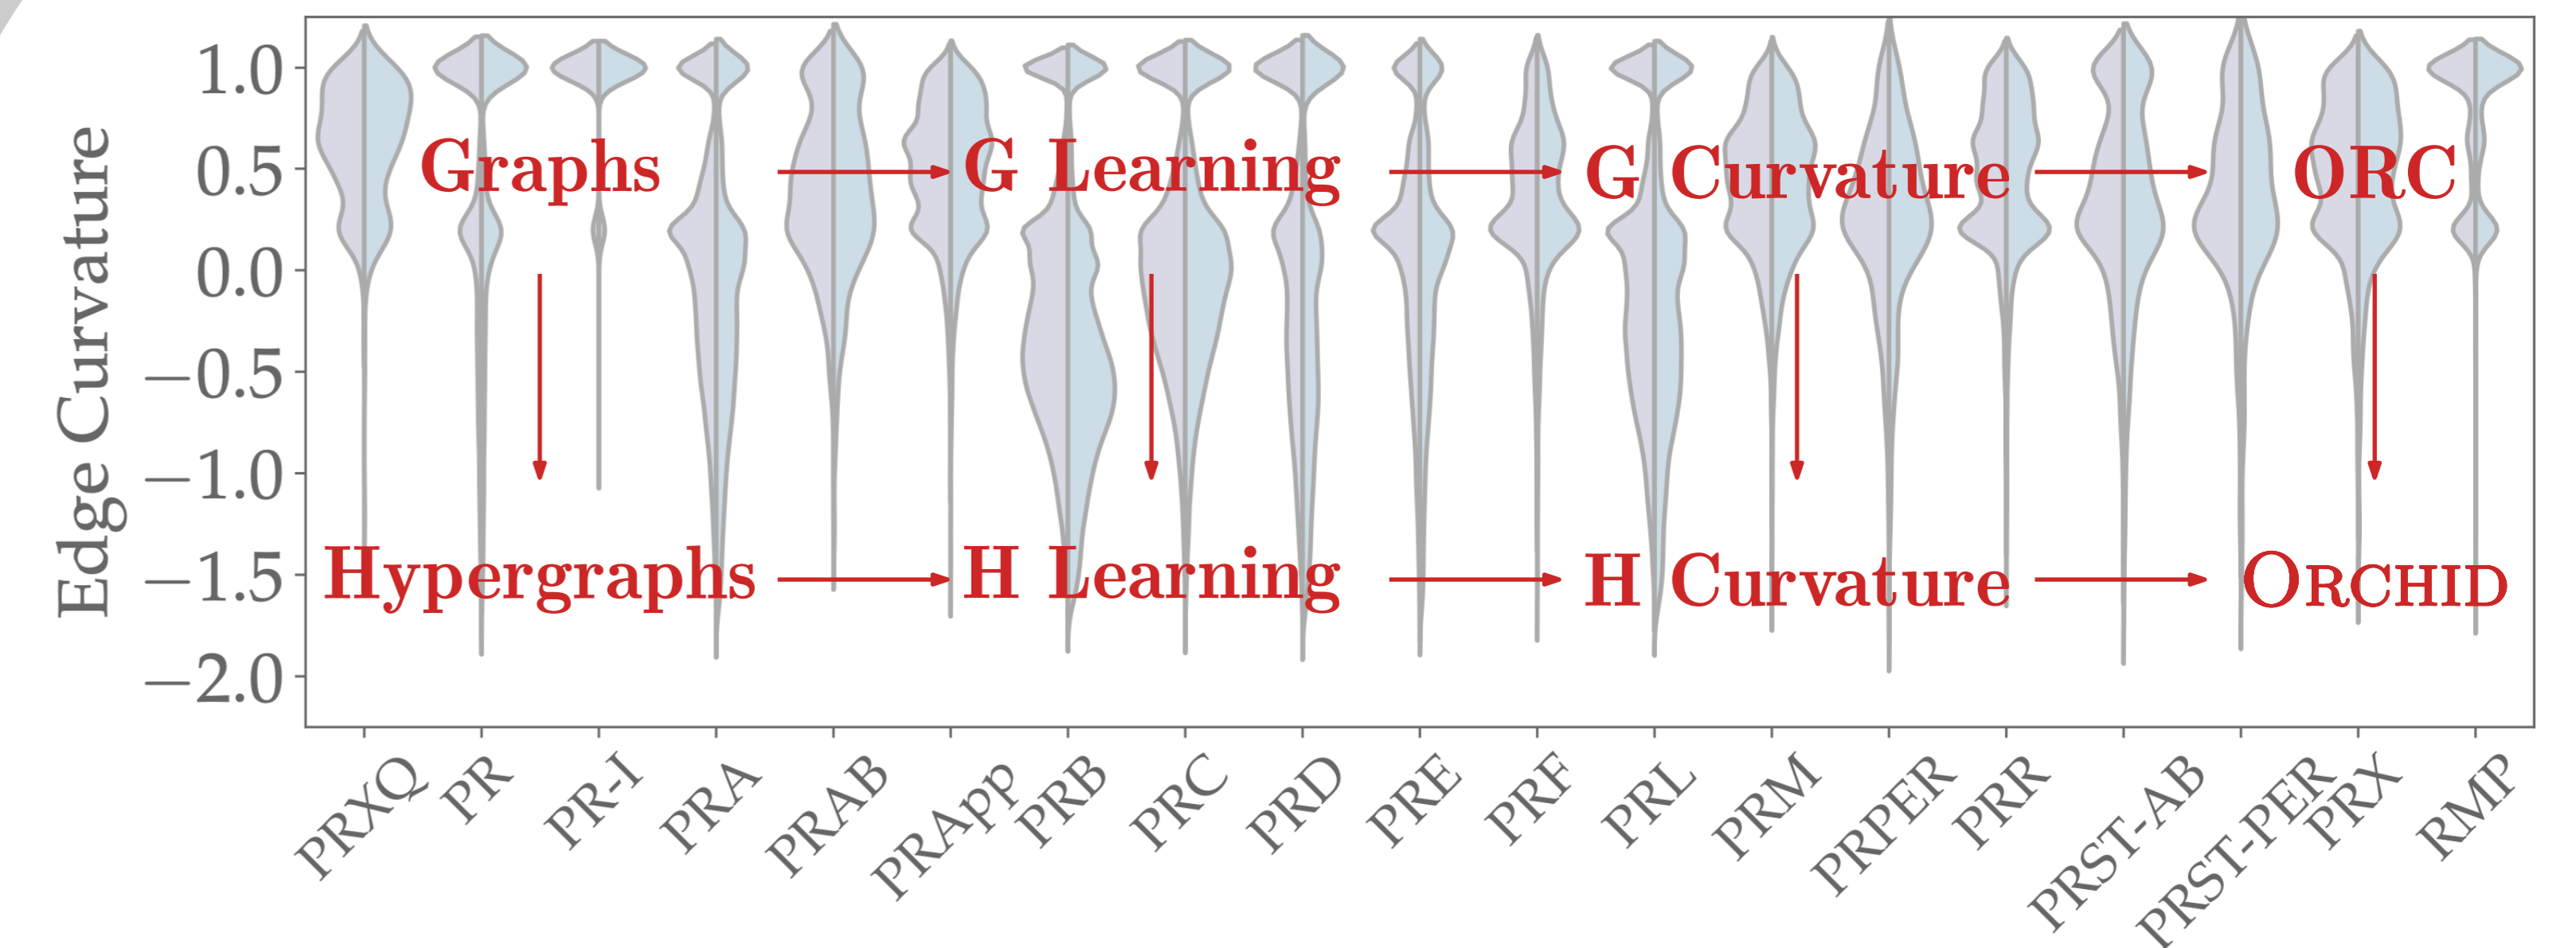 Edge Curvature
1.0
0.5
0.0
−0.5
−1.0
−1.5
−2.0
Graphs G Learning G Curvature ORC
Hypergraphs H Learning H Curvature ORCHID
PRXQ PR PR-I PRA PRAB PRApp PRB PRC PRD PRE PRF PRL PRM PRPER PRR PRST-AB PRST-PER PRX RMP